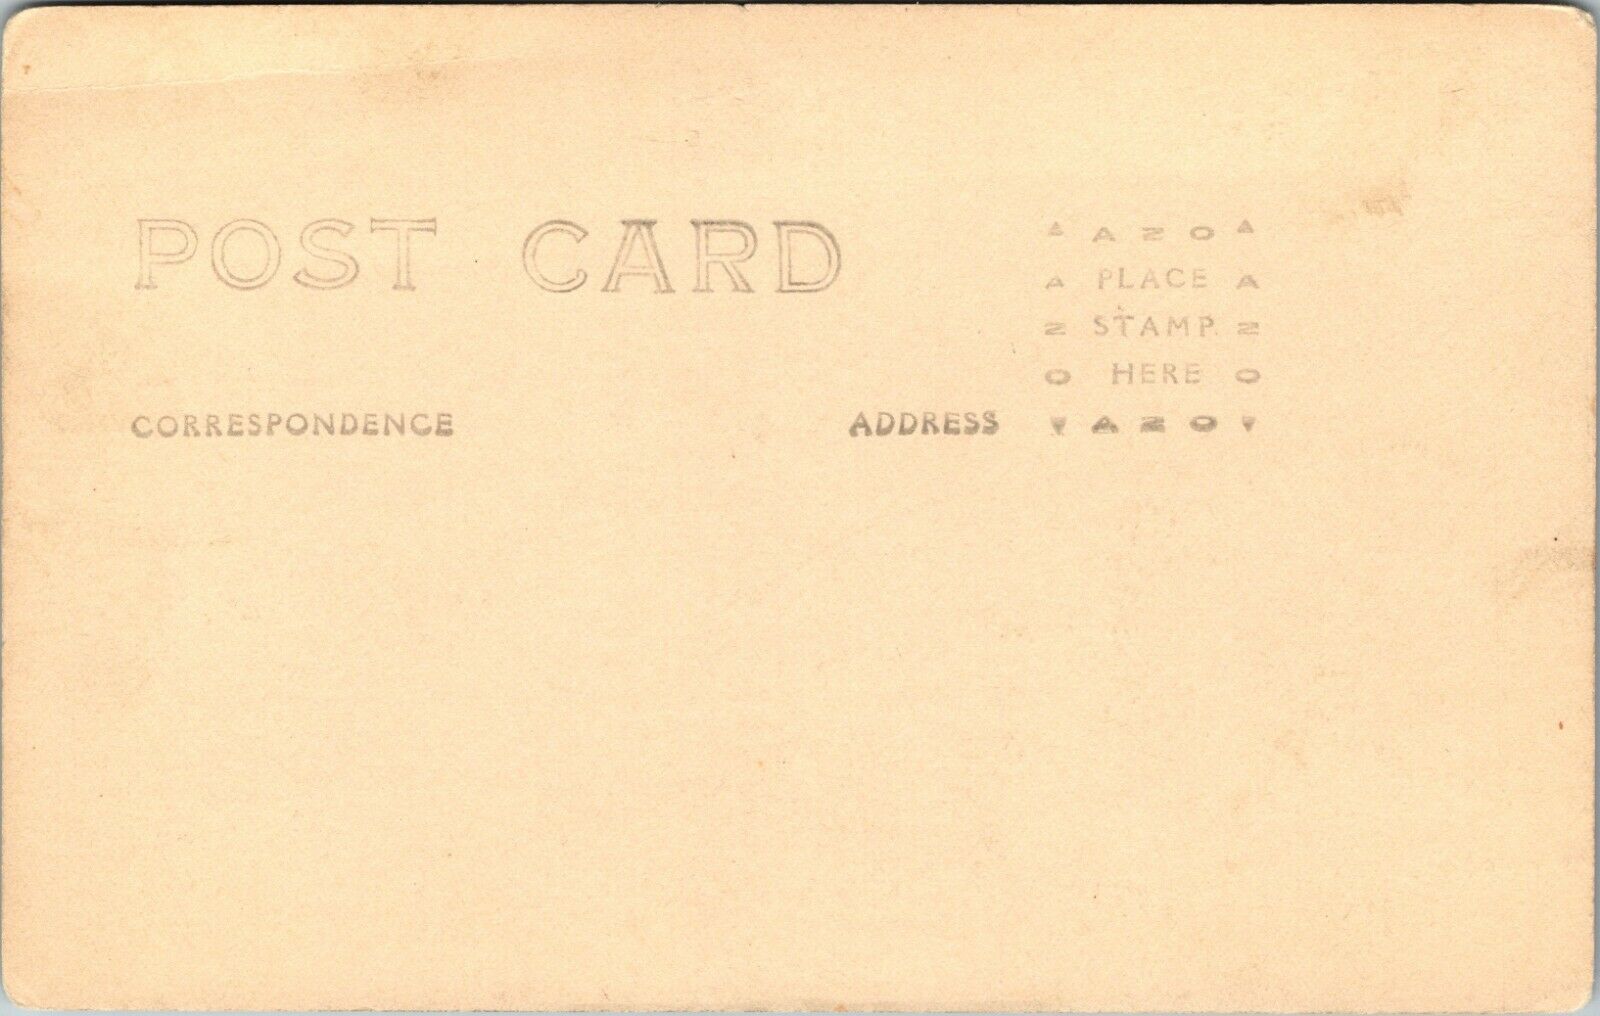 POST CARD
CORRESPONDENCE
ADDRESS
AZO
A PLACE A
Z STAMP Z
O HERE O
AZO